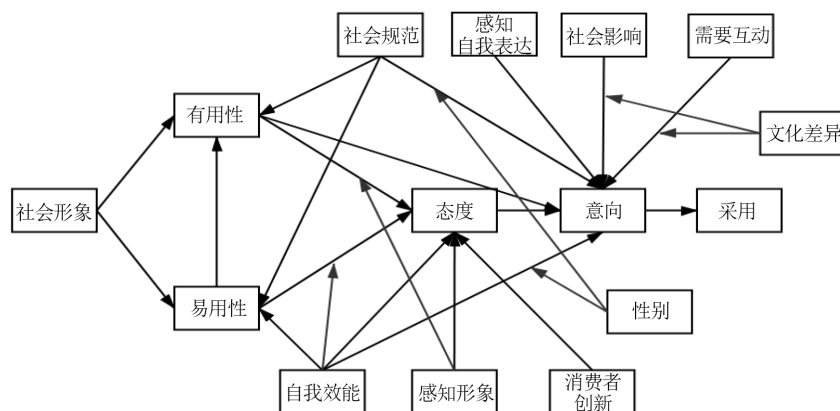 社会规范
感知
自我表达
社会影响
需要互动
有用性
文化差异
社会形象
态度
意向
采用
易用性
性别
自我效能
感知形象
消费者
创新